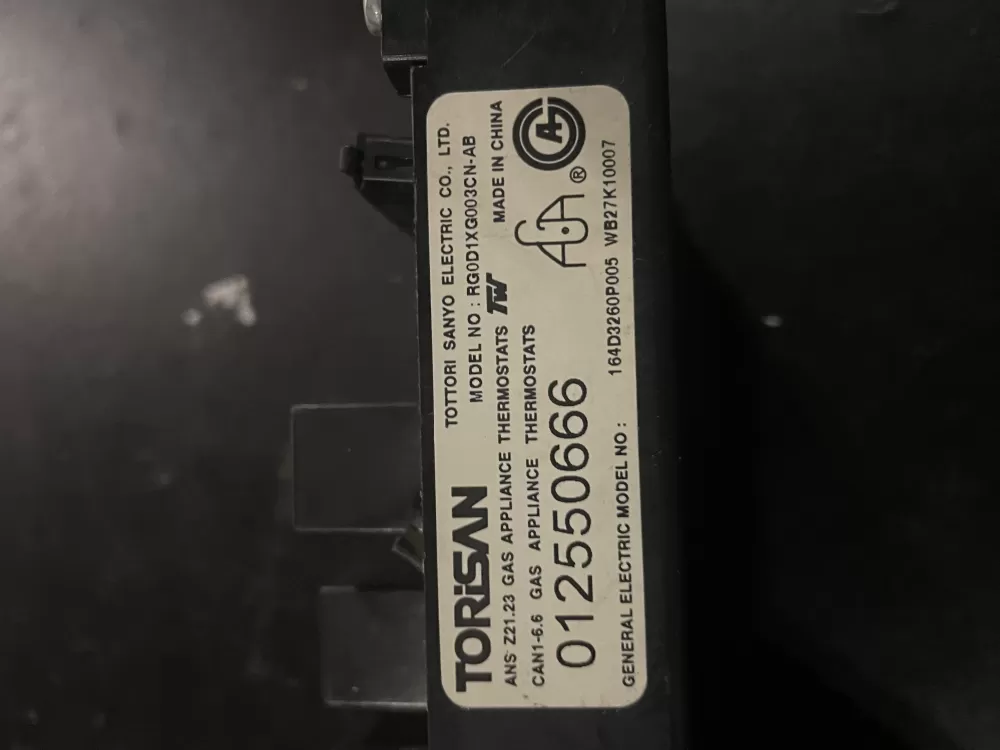 TORiSAN
TOTTORI SANYO ELECTRIC CO., LTD.
MODEL NO : RG0D1XG003CN-AB
ANS Z21.23 GAS APPLIANCE THERMOSTATS TW MADE IN CHINA
CAN1-6.6 GAS APPLIANCE THERMOSTATS
012550666
GENERAL ELECTRIC MODEL NO : 164D3260P005 WB27K10007